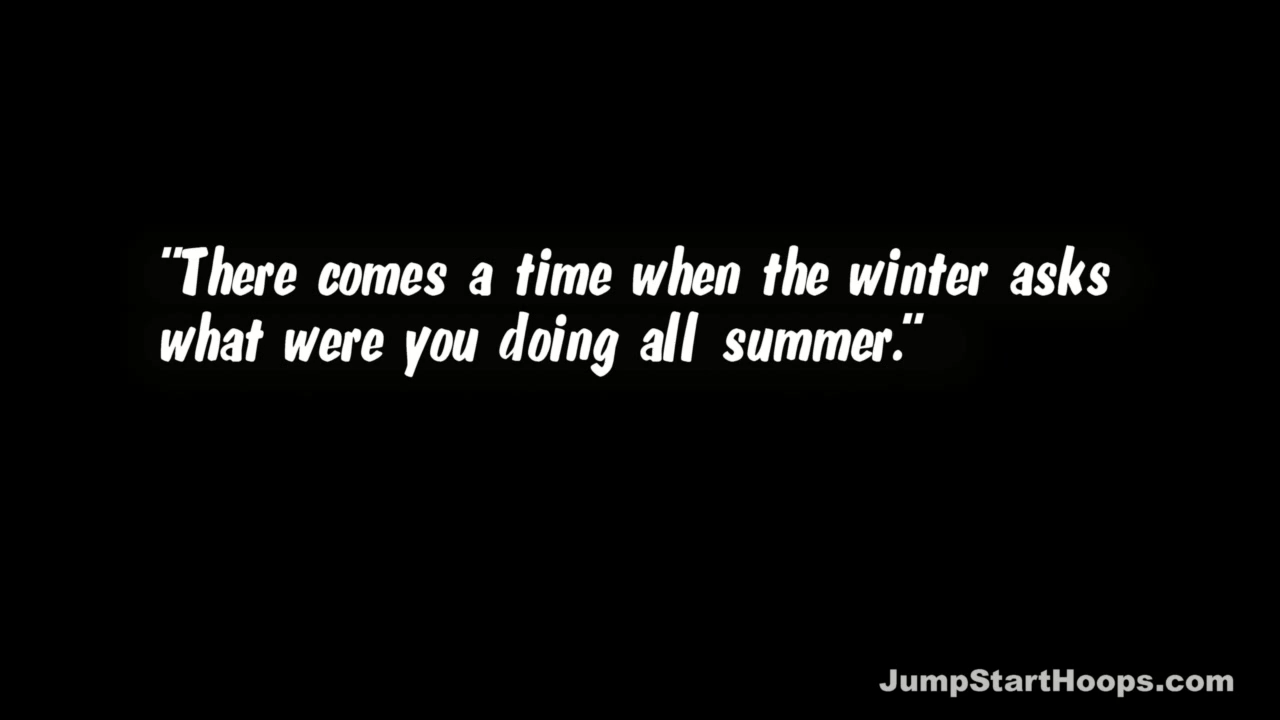 "There comes a time when the winter asks
what were you doing all summer."
JumpStartHoops.com